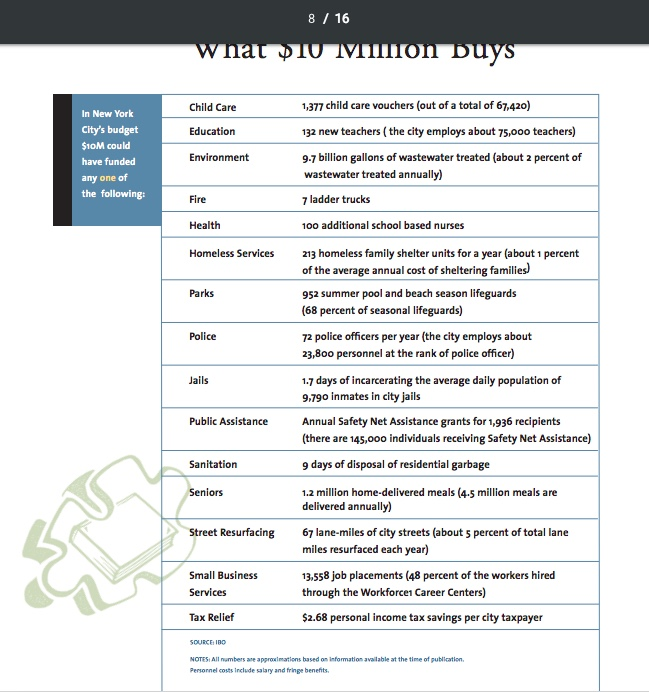 8 / 16
What $10 Million Buys
In New York
City's budget
$10M could
have funded
any one of
the following:
Child Care 1,377 child care vouchers (out of a total of 67,420)
Education 132 new teachers ( the city employs about 75,000 teachers)
Environment 9.7 billion gallons of wastewater treated (about 2 percent of
wastewater treated annually)
Fire 7 ladder trucks
Health 100 additional school based nurses
Homeless Services 213 homeless family shelter units for a year (about 1 percent
of the average annual cost of sheltering families)
Parks 952 summer pool and beach season lifeguards
(68 percent of seasonal lifeguards)
Police 72 police officers per year (the city employs about
23,800 personnel at the rank of police officer)
Jails 1.7 days of incarcerating the average daily population of
9,790 inmates in city jails
Public Assistance Annual Safety Net Assistance grants for 1,936 recipients
(there are 145,000 individuals receiving Safety Net Assistance)
Sanitation 9 days of disposal of residential garbage
Seniors 1.2 million home-delivered meals (4.5 million meals are
delivered annually)
Street Resurfacing 67 lane-miles of city streets (about 5 percent of total lane
miles resurfaced each year)
Small Business 13,558 job placements (48 percent of the workers hired
Services through the Workforce1 Career Centers)
Tax Relief $2.68 personal income tax savings per city taxpayer
SOURCE: IBO
NOTES: All numbers are approximations based on information available at the time of publication.
Personnel costs include salary and fringe benefits.